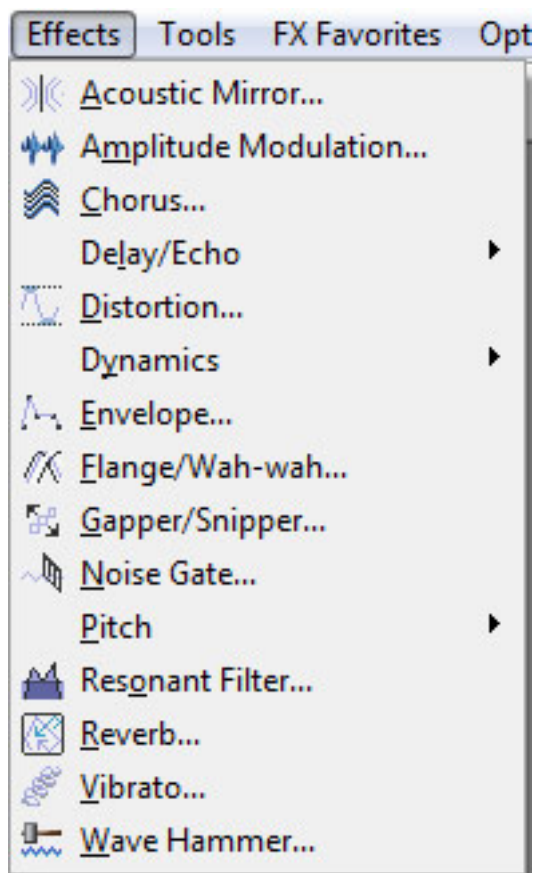 Effects Tools FX Favorites Opt
Acoustic Mirror...
Amplitude Modulation...
Chorus...
Delay/Echo
Distortion...
Dynamics
Envelope...
Flange/Wah-wah...
Gapper/Snipper...
Noise Gate...
Pitch
Resonant Filter...
Reverb...
Vibrato...
Wave Hammer...